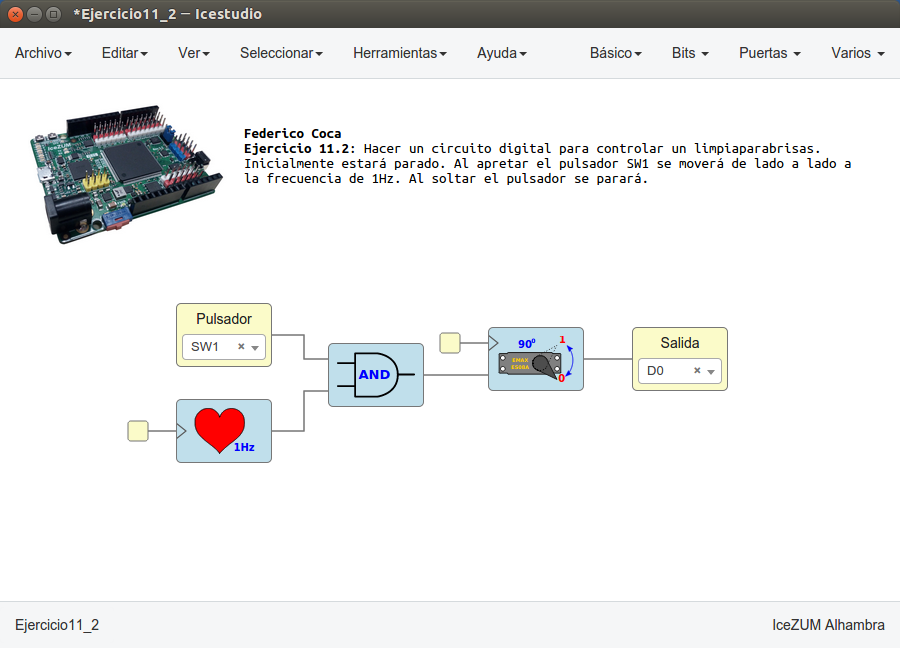 *Ejercicio11_2 — Icestudio
Archivo Editar Ver Seleccionar Herramientas Ayuda Básico Bits Puertas Varios
IceZUM
Federico Coca
Ejercicio 11.2: Hacer un circuito digital para controlar un limpiaparabrisas.
Inicialmente estará parado. Al apretar el pulsador SW1 se moverá de lado a lado a
la frecuencia de 1Hz. Al soltar el pulsador se parará.
Pulsador
SW1
AND
1Hz
90º
1
EMAX
ES08A
0
Salida
D0
Ejercicio11_2
IceZUM Alhambra